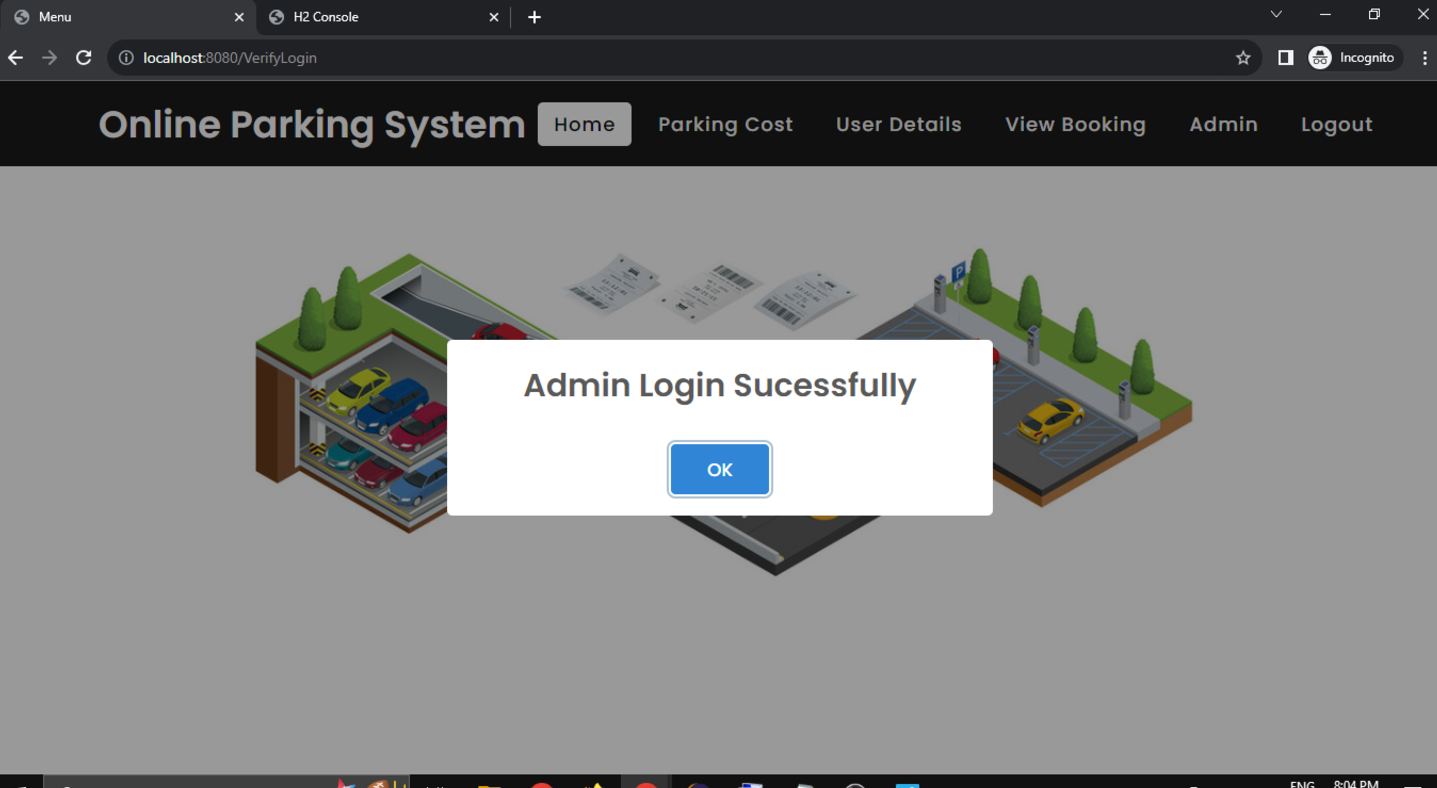 Menu
H2 Console
localhost:8080/VerifyLogin
Incognito
Online Parking System
Home
Parking Cost
User Details
View Booking
Admin
Logout
P
Admin Login Sucessfully
OK
ENG
8:04 PM